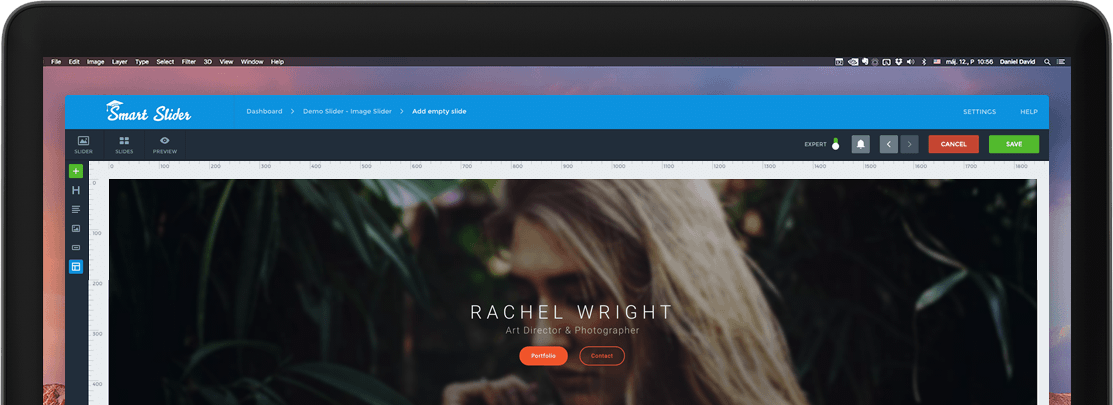 File Edit Image Layer Type Select Filter 3D View Window Help
máj. 12., P 10:56 Daniel David
Smart Slider
Dashboard > Demo Slider - Image Slider > Add empty slide
SETTINGS HELP
SLIDER SLIDES PREVIEW
EXPERT
CANCEL
SAVE
0 100 200 300 400 500 600 700 800 900 1000 1100 1200 1300 1400 1500 1600 1700 1800
0
H
100
200
RACHEL WRIGHT
Art Director & Photographer
300
Portfolio Contact
400